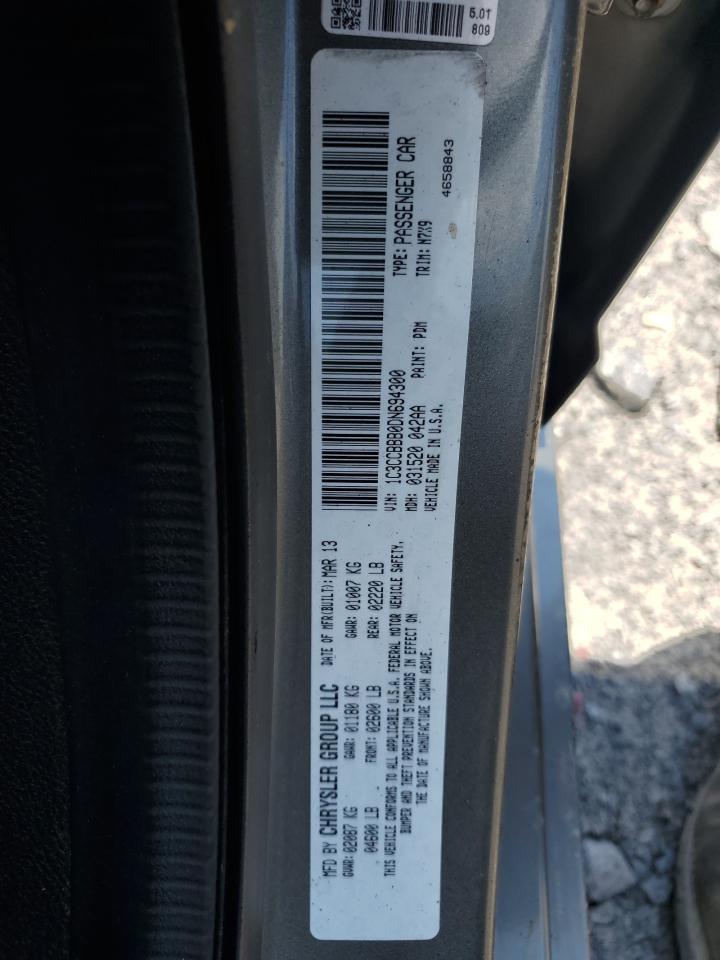 5.01
809
MFD BY CHRYSLER GROUP LLC DATE OF MFR(BUILT): MAR 13
GVWR: 02087 KG GAWR: 01180 KG GAWR: 01007 KG
04600 LB FRONT: 02600 LB REAR: 02220 LB
THIS VEHICLE CONFORMS TO ALL APPLICABLE U.S.A. FEDERAL MOTOR VEHICLE SAFETY,
BUMPER AND THEFT PREVENTION STANDARDS IN EFFECT ON
THE DATE OF MANUFACTURE SHOWN ABOVE.
VIN: 1C3CCBBB0DN694300 TYPE: PASSENGER CAR
MDH: 031520 042AA PAINT: PDM TRIM: N7X9
VEHICLE MADE IN U.S.A.
4658843